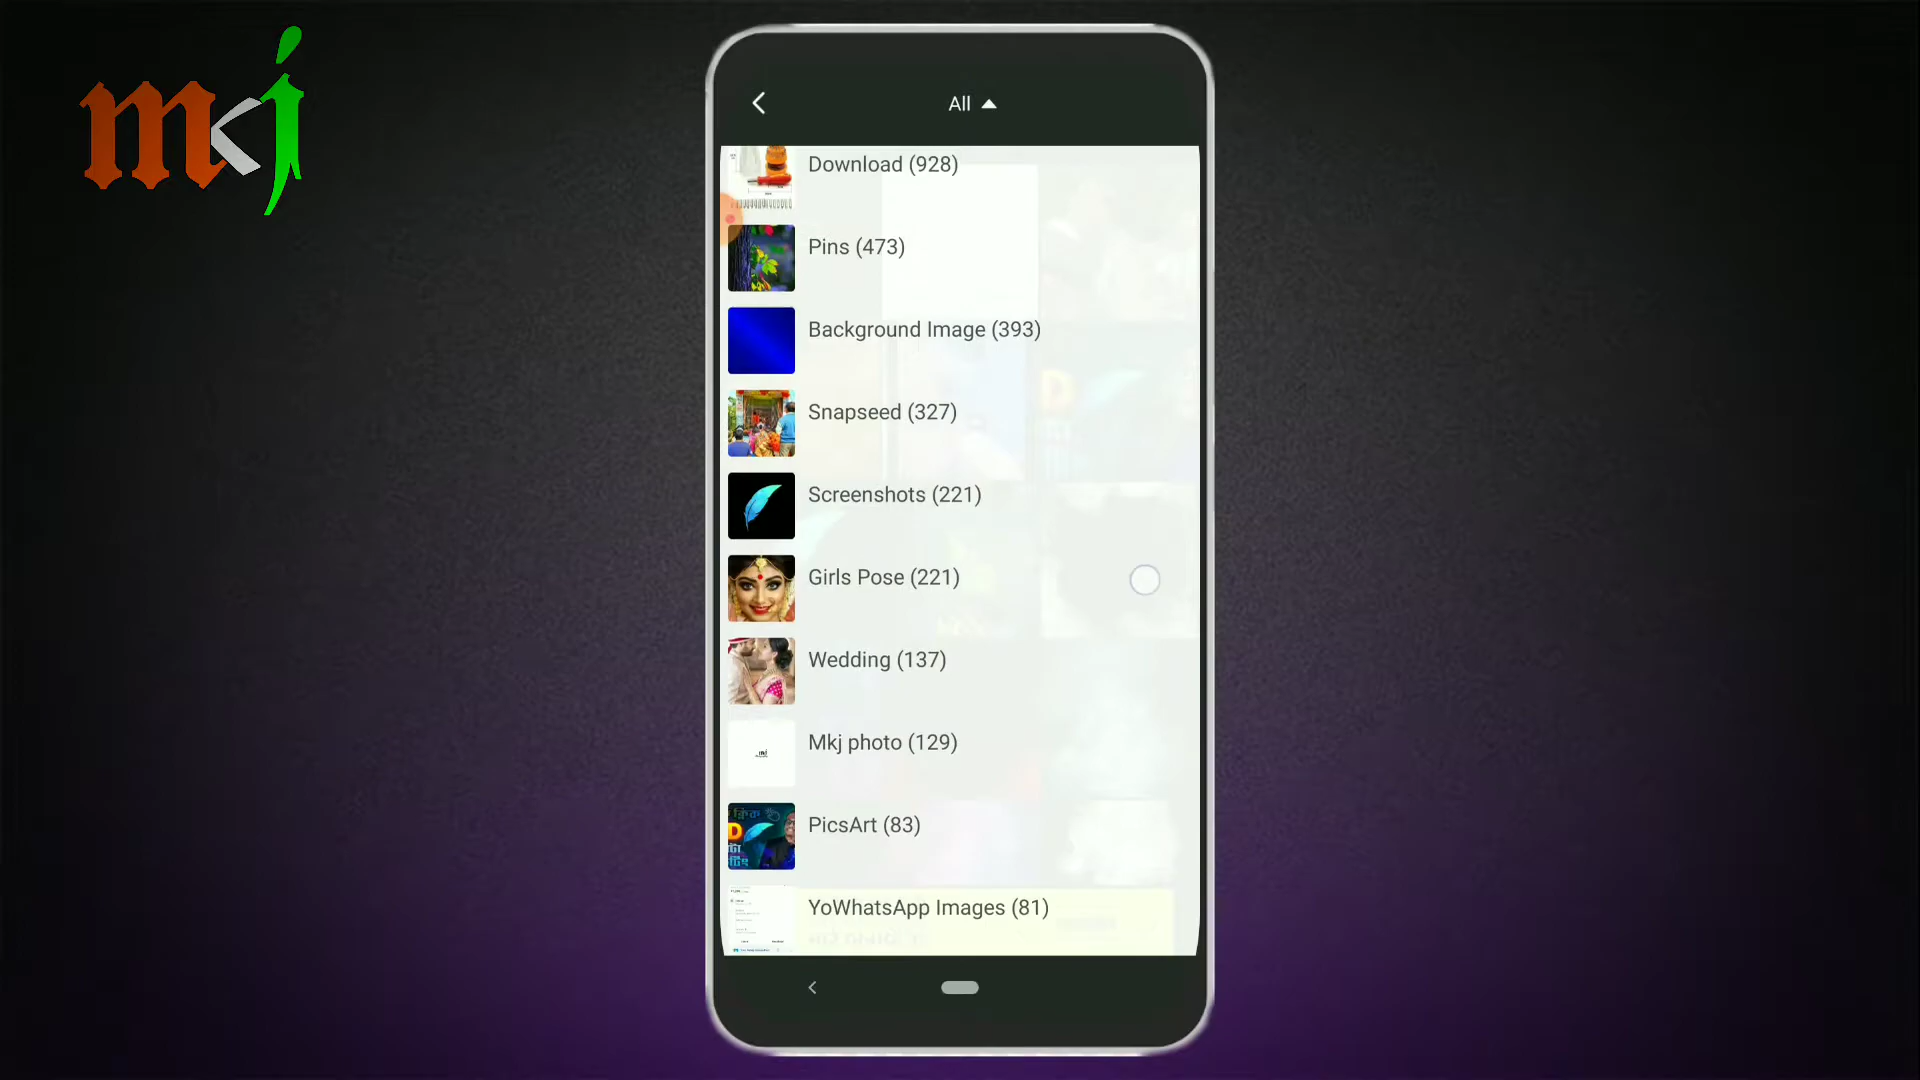 mkj
All
Download (928)
Pins (473)
Background Image (393)
Snapseed (327)
Screenshots (221)
Girls Pose (221)
Wedding (137)
Mkj photo (129)
PicsArt (83)
YoWhatsApp Images (81)